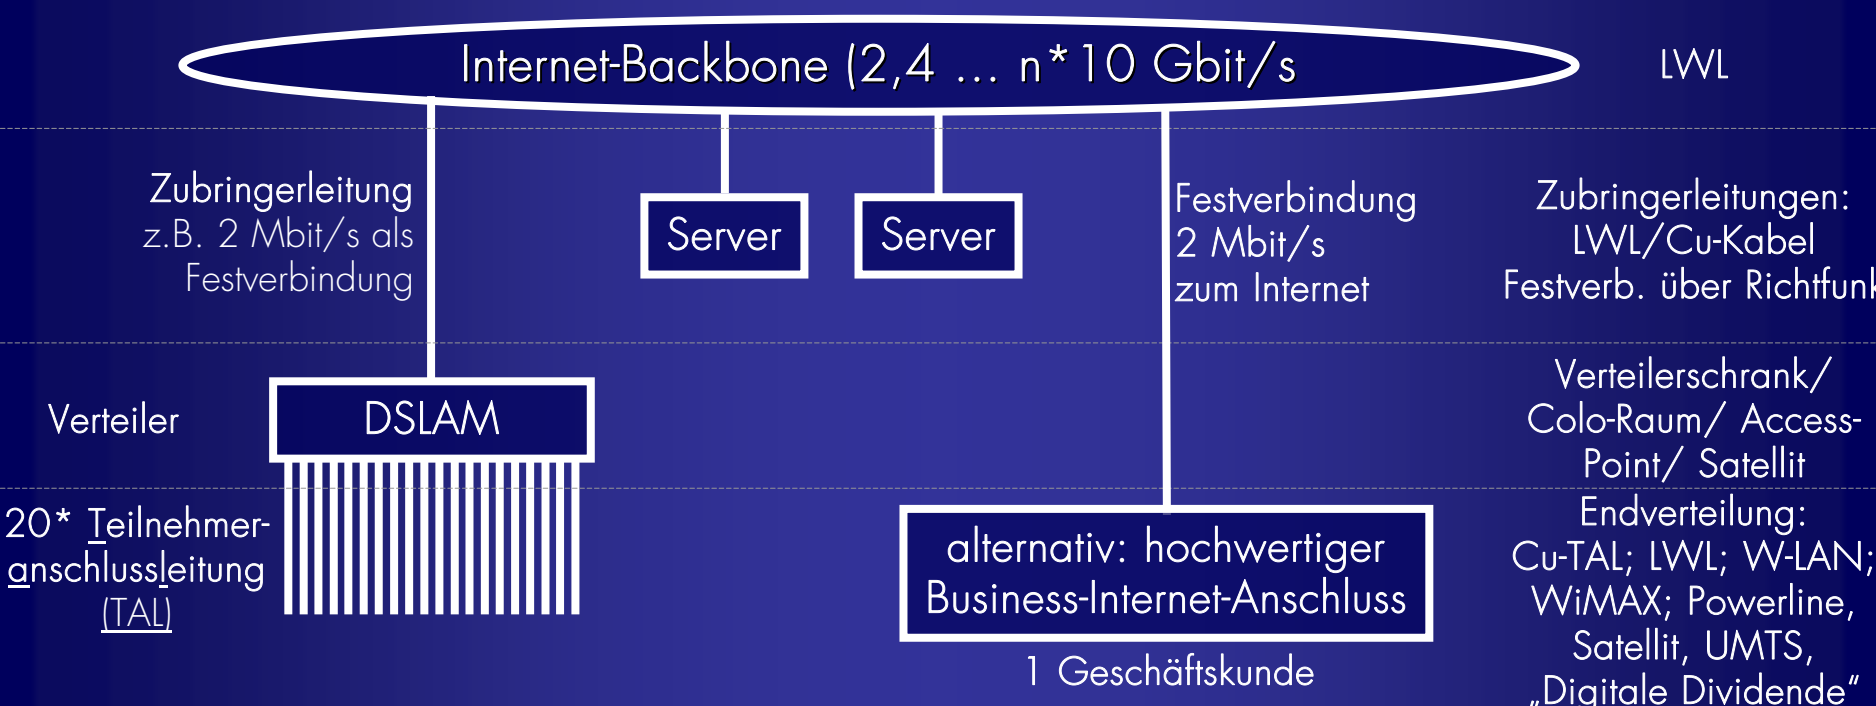 Internet-Backbone (2,4 ... n*10 Gbit/s
LWL
Zubringerleitung
z.B. 2 Mbit/s als
Festverbindung
Server
Server
Festverbindung
2 Mbit/s
zum Internet
Zubringerleitungen:
LWL/Cu-Kabel
Festverb. über Richtfunk
Verteiler
DSLAM
Verteilerschrank/
Colo-Raum/ Access-
Point/ Satellit
20* Teilnehmer-
anschlussleitung
(TAL)
alternativ: hochwertiger
Business-Internet-Anschluss
1 Geschäftskunde
Endverteilung:
Cu-TAL; LWL; W-LAN;
WiMAX; Powerline,
Satellit, UMTS,
„Digitale Dividende“